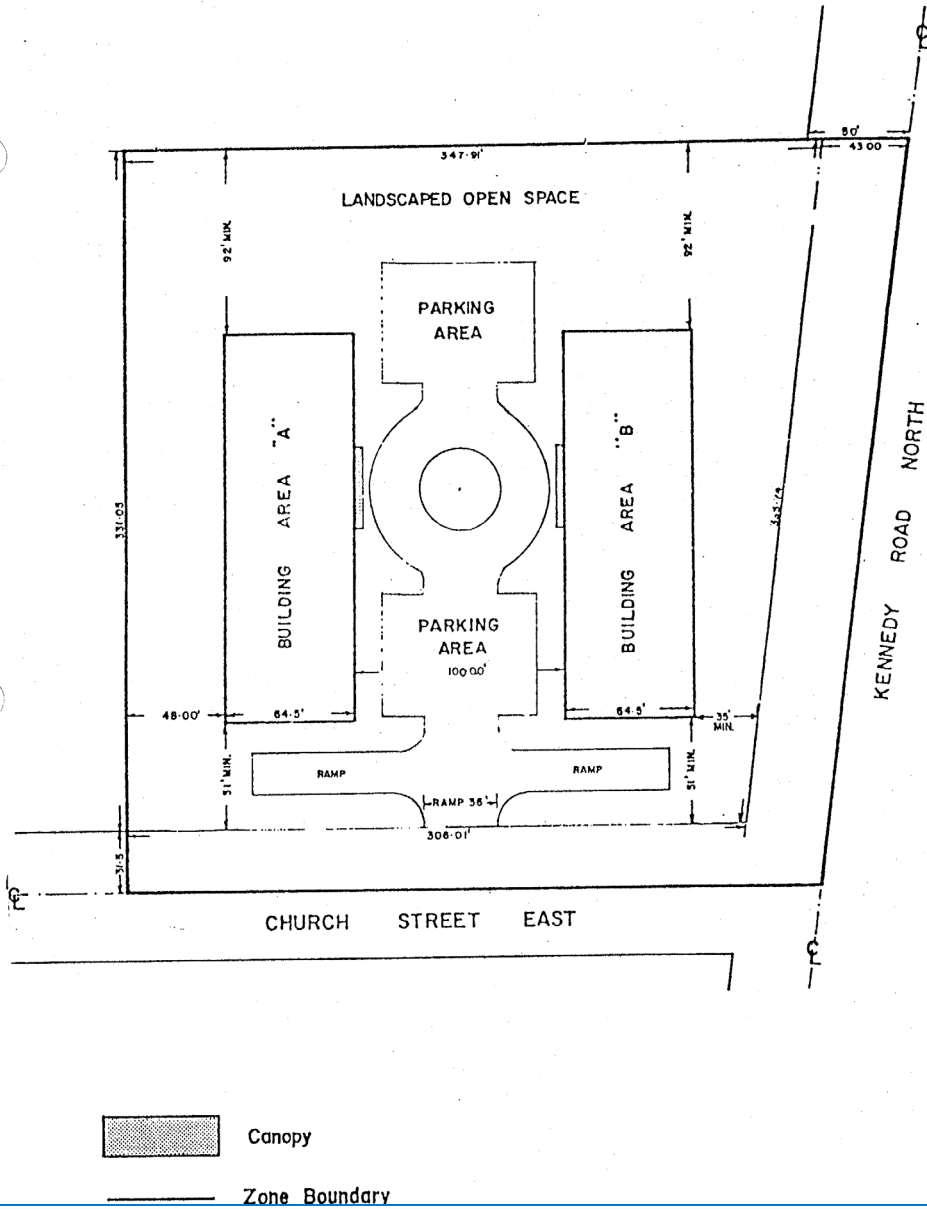 ℄
50'
43.00
347.91'
LANDSCAPED OPEN SPACE
92' MIN.
92' MIN.
PARKING
AREA
BUILDING AREA "A"
BUILDING AREA "B"
331.05
KENNEDY ROAD NORTH
PARKING
AREA
100.00'
48.00'
64.5'
64.5'
35'
MIN.
51' MIN.
51' MIN.
RAMP
RAMP
RAMP 36'
306.01'
31.5
℄
CHURCH STREET EAST
℄
Canopy
Zone Boundary